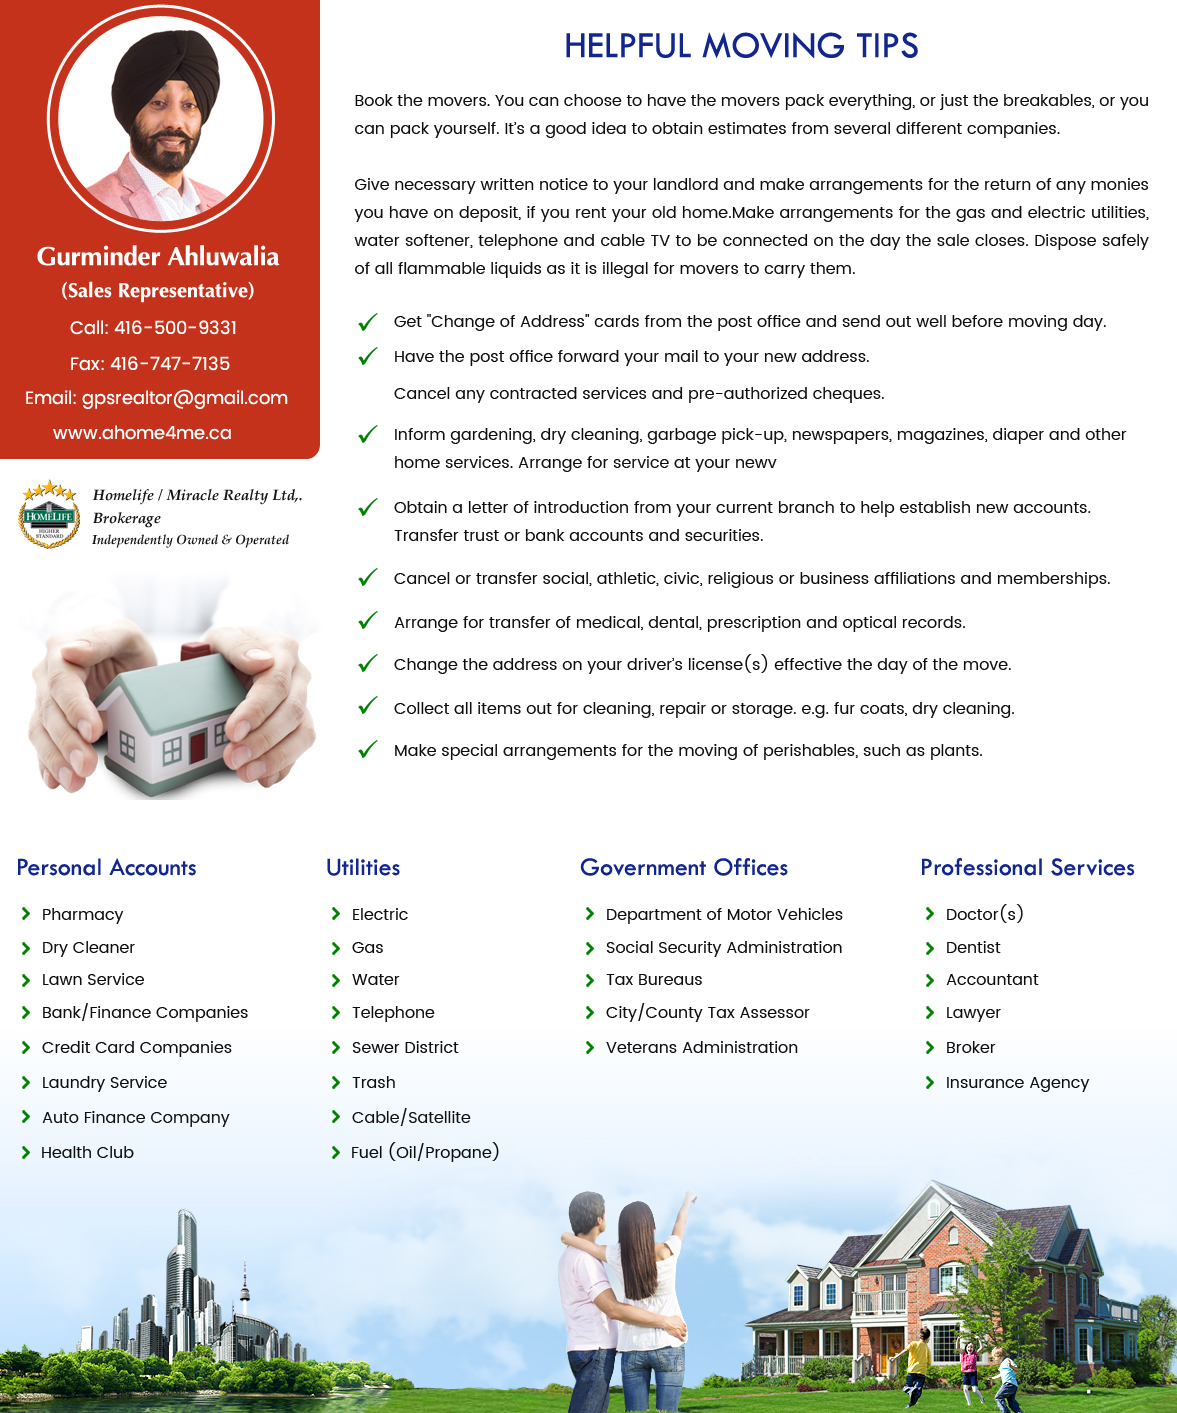 Gurminder Ahluwalia
(Sales Representative)
Call: 416-500-9331
Fax: 416-747-7135
Email: gpsrealtor@gmail.com
www.ahome4me.ca
HOMELIFE
HIGHER
STANDARD
Homelife / Miracle Realty Ltd,.
Brokerage
Independently Owned & Operated
HELPFUL MOVING TIPS
Book the movers. You can choose to have the movers pack everything, or just the breakables, or you
can pack yourself. It's a good idea to obtain estimates from several different companies.
Give necessary written notice to your landlord and make arrangements for the return of any monies
you have on deposit, if you rent your old home.Make arrangements for the gas and electric utilities,
water softener, telephone and cable TV to be connected on the day the sale closes. Dispose safely
of all flammable liquids as it is illegal for movers to carry them.
Get "Change of Address" cards from the post office and send out well before moving day.
Have the post office forward your mail to your new address.
Cancel any contracted services and pre-authorized cheques.
Inform gardening, dry cleaning, garbage pick-up, newspapers, magazines, diaper and other
home services. Arrange for service at your newv
Obtain a letter of introduction from your current branch to help establish new accounts.
Transfer trust or bank accounts and securities.
Cancel or transfer social, athletic, civic, religious or business affiliations and memberships.
Arrange for transfer of medical, dental, prescription and optical records.
Change the address on your driver's license(s) effective the day of the move.
Collect all items out for cleaning, repair or storage. e.g. fur coats, dry cleaning.
Make special arrangements for the moving of perishables, such as plants.
Personal Accounts
Pharmacy
Dry Cleaner
Lawn Service
Bank/Finance Companies
Credit Card Companies
Laundry Service
Auto Finance Company
Health Club
Utilities
Electric
Gas
Water
Telephone
Sewer District
Trash
Cable/Satellite
Fuel (Oil/Propane)
Government Offices
Department of Motor Vehicles
Social Security Administration
Tax Bureaus
City/County Tax Assessor
Veterans Administration
Professional Services
Doctor(s)
Dentist
Accountant
Lawyer
Broker
Insurance Agency